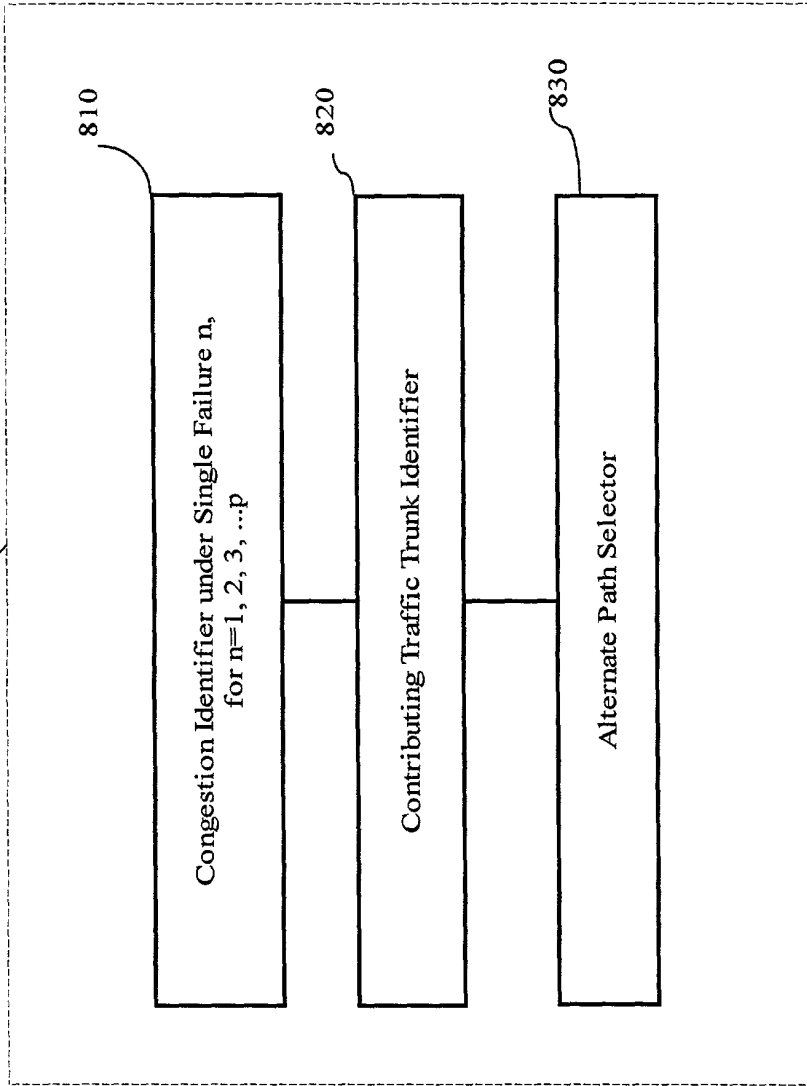 810
Congestion Identifier under Single Failure n,
for n=1, 2, 3, ...p
820
Contributing Traffic Trunk Identifier
830
Alternate Path Selector